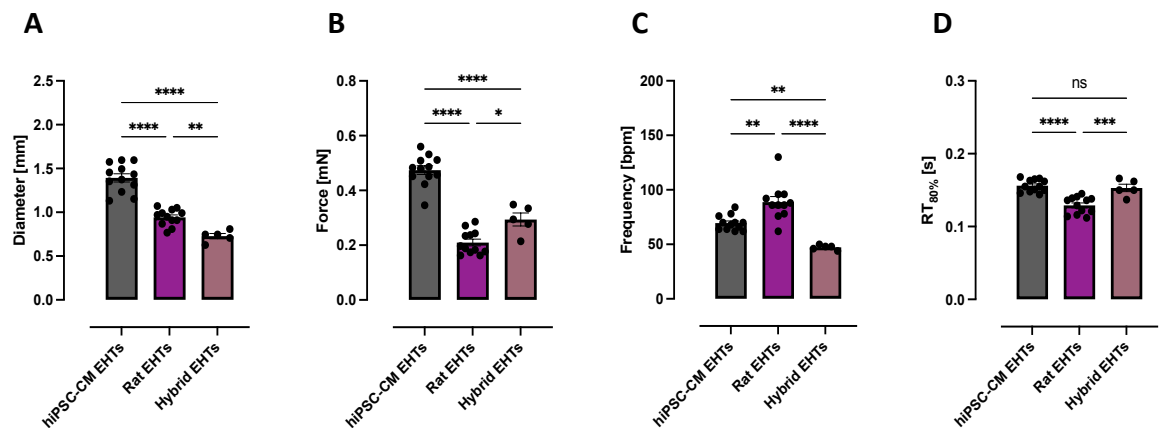 A
Diameter [mm]
2.5
2.0
1.5
1.0
0.5
0.0
****
**** **
hiPSC-CM EHTs
Rat EHTs
Hybrid EHTs
B
Force [mN]
0.8
0.6
0.4
0.2
0.0
****
**** *
hiPSC-CM EHTs
Rat EHTs
Hybrid EHTs
C
Frequency [bpm]
200
150
100
50
0
**
** ****
hiPSC-CM EHTs
Rat EHTs
Hybrid EHTs
D
RT80% [s]
0.3
0.2
0.1
0.0
ns
**** ***
hiPSC-CM EHTs
Rat EHTs
Hybrid EHTs